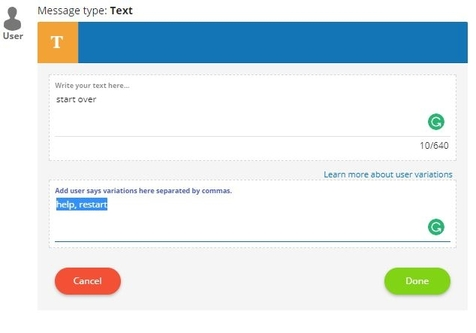 Message type: Text
User
T
Write your text here...
start over
10/640
Learn more about user variations
Add user says variations here separated by commas.
help, restart
Cancel
Done